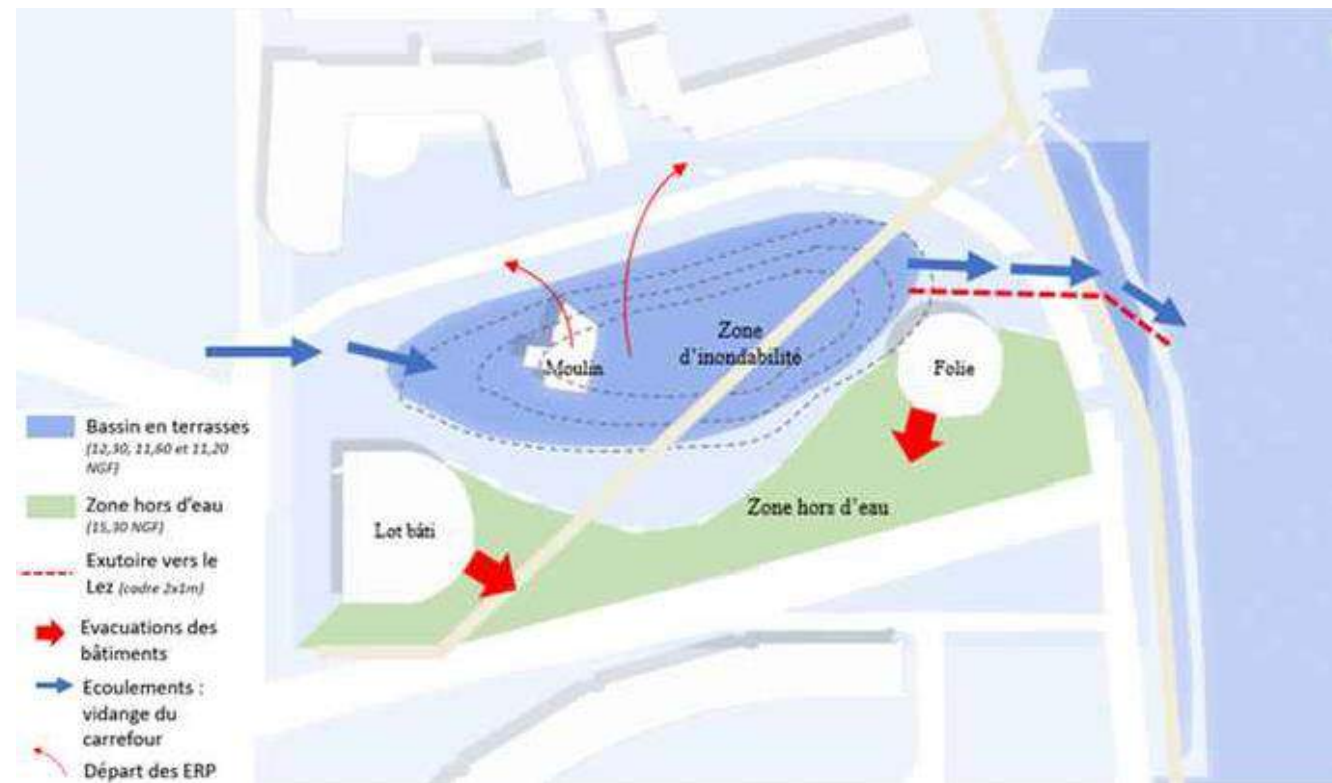 Zone
d'inondabilité
Moulin
Folie
Zone hors d'eau
Lot bâti
Bassin en terrasses
(12,30, 11,60 et 11,20
NGF)
Zone hors d'eau
(15,30 NGF)
Exutoire vers le
Lez (cadre 2x1m)
Evacuations des
bâtiments
Ecoulements :
vidange du
carrefour
Départ des ERP